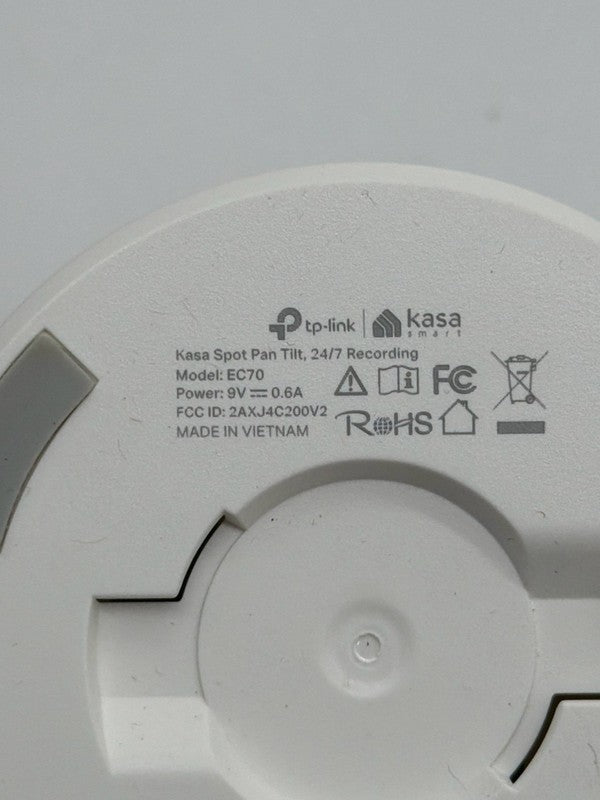 tp-link | kasa
smart
Kasa Spot Pan Tilt, 24/7 Recording
Model: EC70
Power: 9V⎓0.6A
FCC ID: 2AXJ4C200V2
MADE IN VIETNAM
FC
RoHS